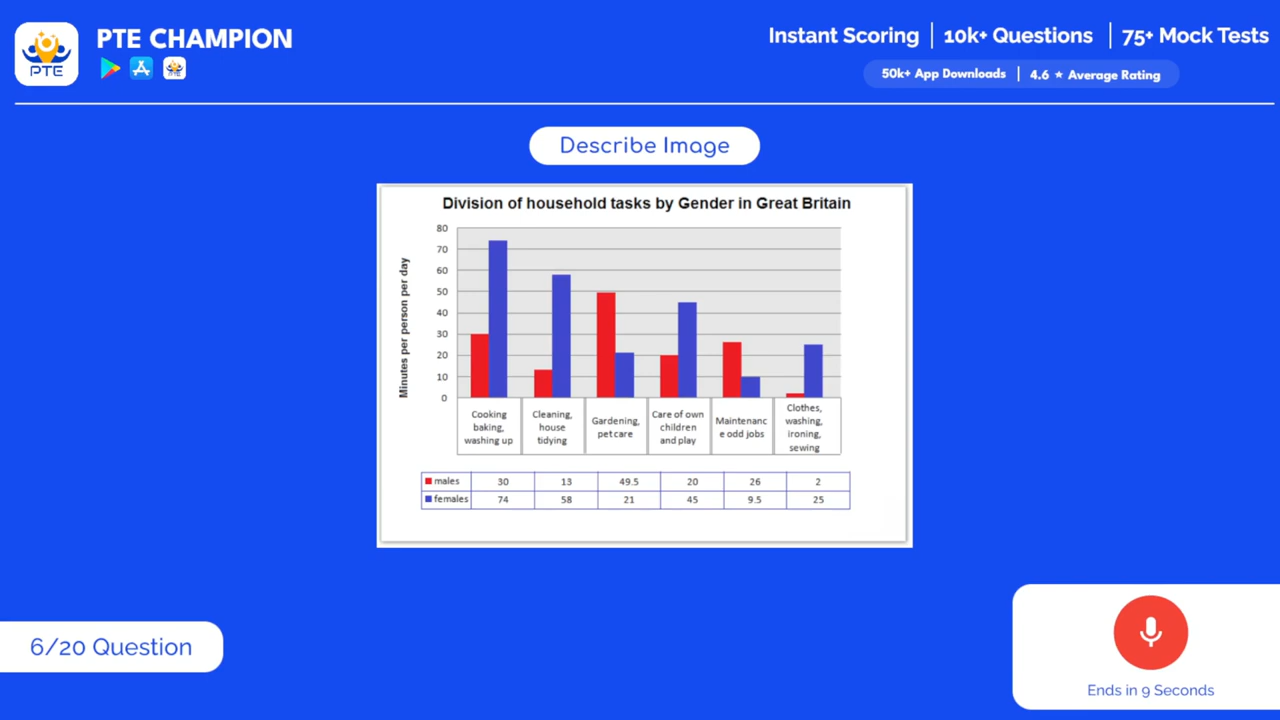 PTE CHAMPION
PTE
Instant Scoring | 10k+ Questions | 75+ Mock Tests
50k+ App Downloads | 4.6 ★ Average Rating
Describe Image
Division of household tasks by Gender in Great Britain
Minutes per person per day
80
70
60
50
40
30
20
10
0
Cooking
baking,
washing up
Cleaning,
house
tidying
Gardening,
pet care
Care of own
children
and play
Maintenanc
e odd jobs
Clothes,
washing,
ironing,
sewing
males 30 13 49.5 20 26 2
females 74 58 21 45 9.5 25
6/20 Question
Ends in 9 Seconds